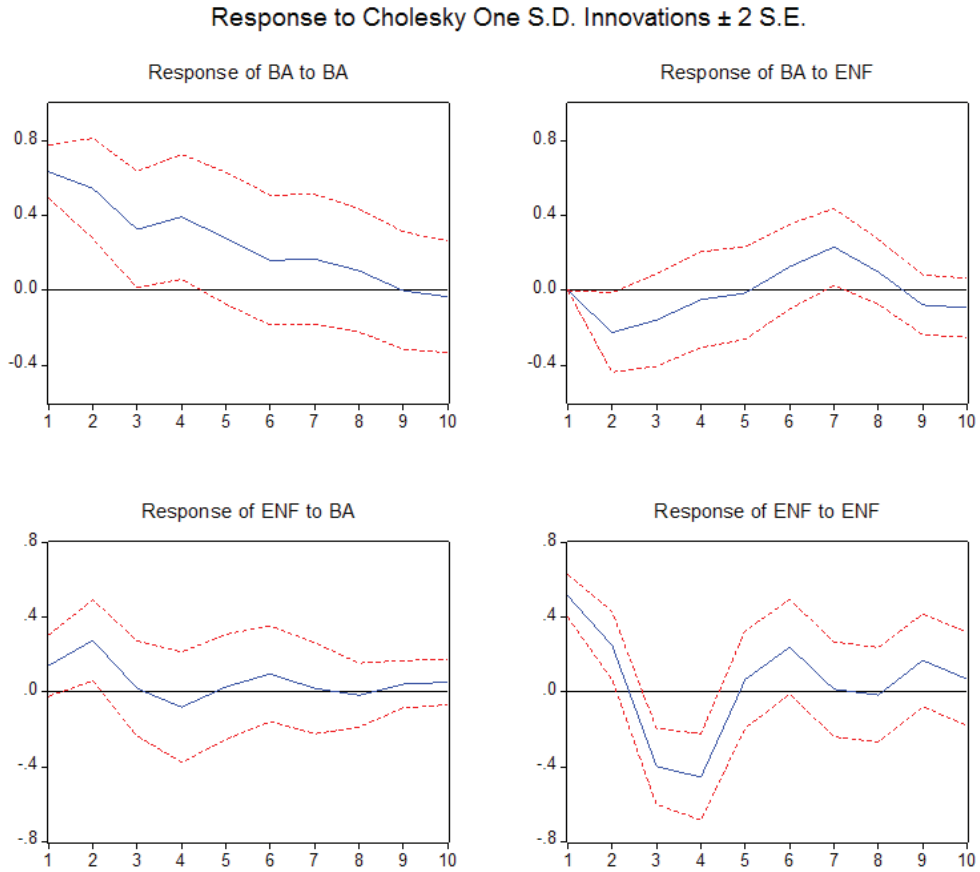 Response to Cholesky One S.D. Innovations ± 2 S.E.
Response of BA to BA
0.8
0.4
0.0
-0.4
1 2 3 4 5 6 7 8 9 10
Response of BA to ENF
0.8
0.4
0.0
-0.4
1 2 3 4 5 6 7 8 9 10
Response of ENF to BA
.8
.4
.0
-.4
-.8
1 2 3 4 5 6 7 8 9 10
Response of ENF to ENF
.8
.4
.0
-.4
-.8
1 2 3 4 5 6 7 8 9 10